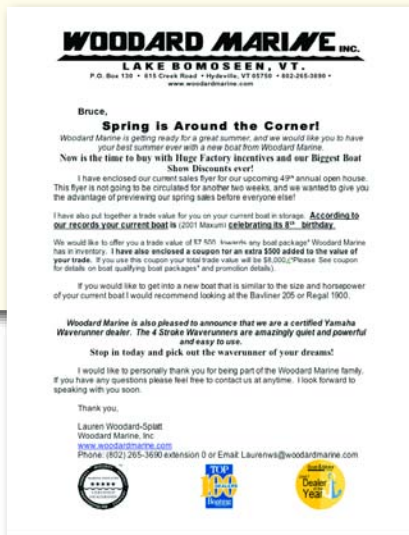 WOODARD MARINE INC.
LAKE BOMOSEEN, VT.
P.O. Box 130 • 615 Creek Road • Hydeville, VT 05750 • 802-265-3690 •
www.woodardmarine.com
Bruce,
Spring is Around the Corner!
Woodard Marine is getting ready for a great summer, and we would like you to have
your best summer ever with a new boat from Woodard Marine.
Now is the time to buy with Huge Factory incentives and our Biggest Boat
Show Discounts ever!
I have enclosed our current sales flyer for our upcoming 49th annual open house.
This flyer is not going to be circulated for another two weeks, and we wanted to give you
the advantage of previewing our spring sales before everyone else!
I have also put together a trade value for you on your current boat in storage. According to
our records your current boat is (2001 Maxum) celebrating its 8th birthday.
We would like to offer you a trade value of $7,500 towards any boat package* Woodard Marine
has in inventory. I have also enclosed a coupon for an extra $500 added to the value of
your trade. If you use this coupon your total trade value will be $8,000.(*Please See coupon
for details on boat qualifying boat packages* and promotion details).
If you would like to get into a new boat that is similar to the size and horsepower
of your current boat I would recommend looking at the Bayliner 205 or Regal 1900.
Woodard Marine is also pleased to announce that we are a certified Yamaha
Waverunner dealer. The 4 Stroke Waverunners are amazingly quiet and powerful
and easy to use.
Stop in today and pick out the waverunner of your dreams!
I would like to personally thank you for being part of the Woodard Marine family.
If you have any questions please feel free to contact us at anytime. I look forward to
speaking with you soon.
Thank you,
Lauren Woodard-Splatt
Woodard Marine, Inc
www.woodardmarine.com
Phone: (802) 265-3690 extension 0 or Email: Laurenws@woodardmarine.com
TOP
100
DEALERS
Dealer
of the
Year